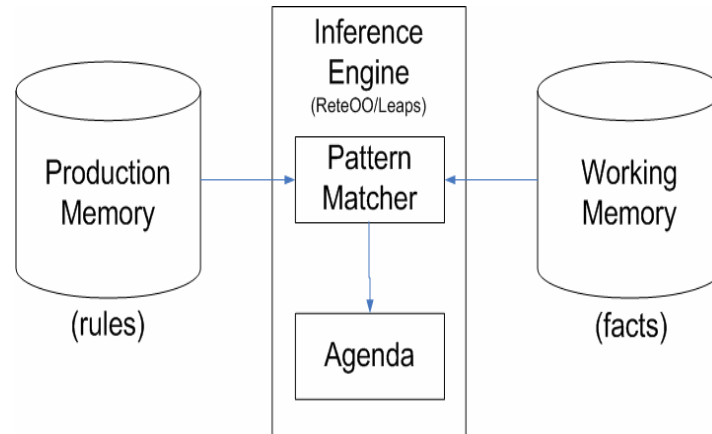 Production
Memory
(rules)
Inference
Engine
(ReteOO/Leaps)
Pattern
Matcher
Agenda
Working
Memory
(facts)